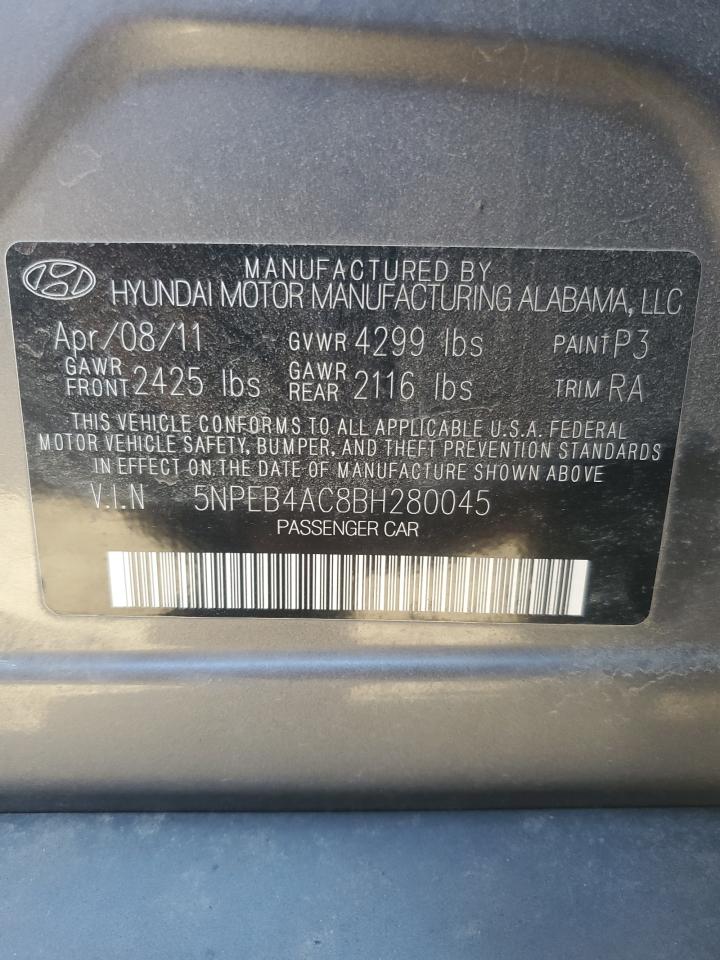 MANUFACTURED BY
HYUNDAI MOTOR MANUFACTURING ALABAMA, LLC
Apr/08/11 GVWR 4299 lbs PAINT P3
GAWR FRONT 2425 lbs GAWR REAR 2116 lbs TRIM RA
THIS VEHICLE CONFORMS TO ALL APPLICABLE U.S.A. FEDERAL
MOTOR VEHICLE SAFETY, BUMPER, AND THEFT PREVENTION STANDARDS
IN EFFECT ON THE DATE OF MANUFACTURE SHOWN ABOVE
V.I.N 5NPEB4AC8BH280045
PASSENGER CAR